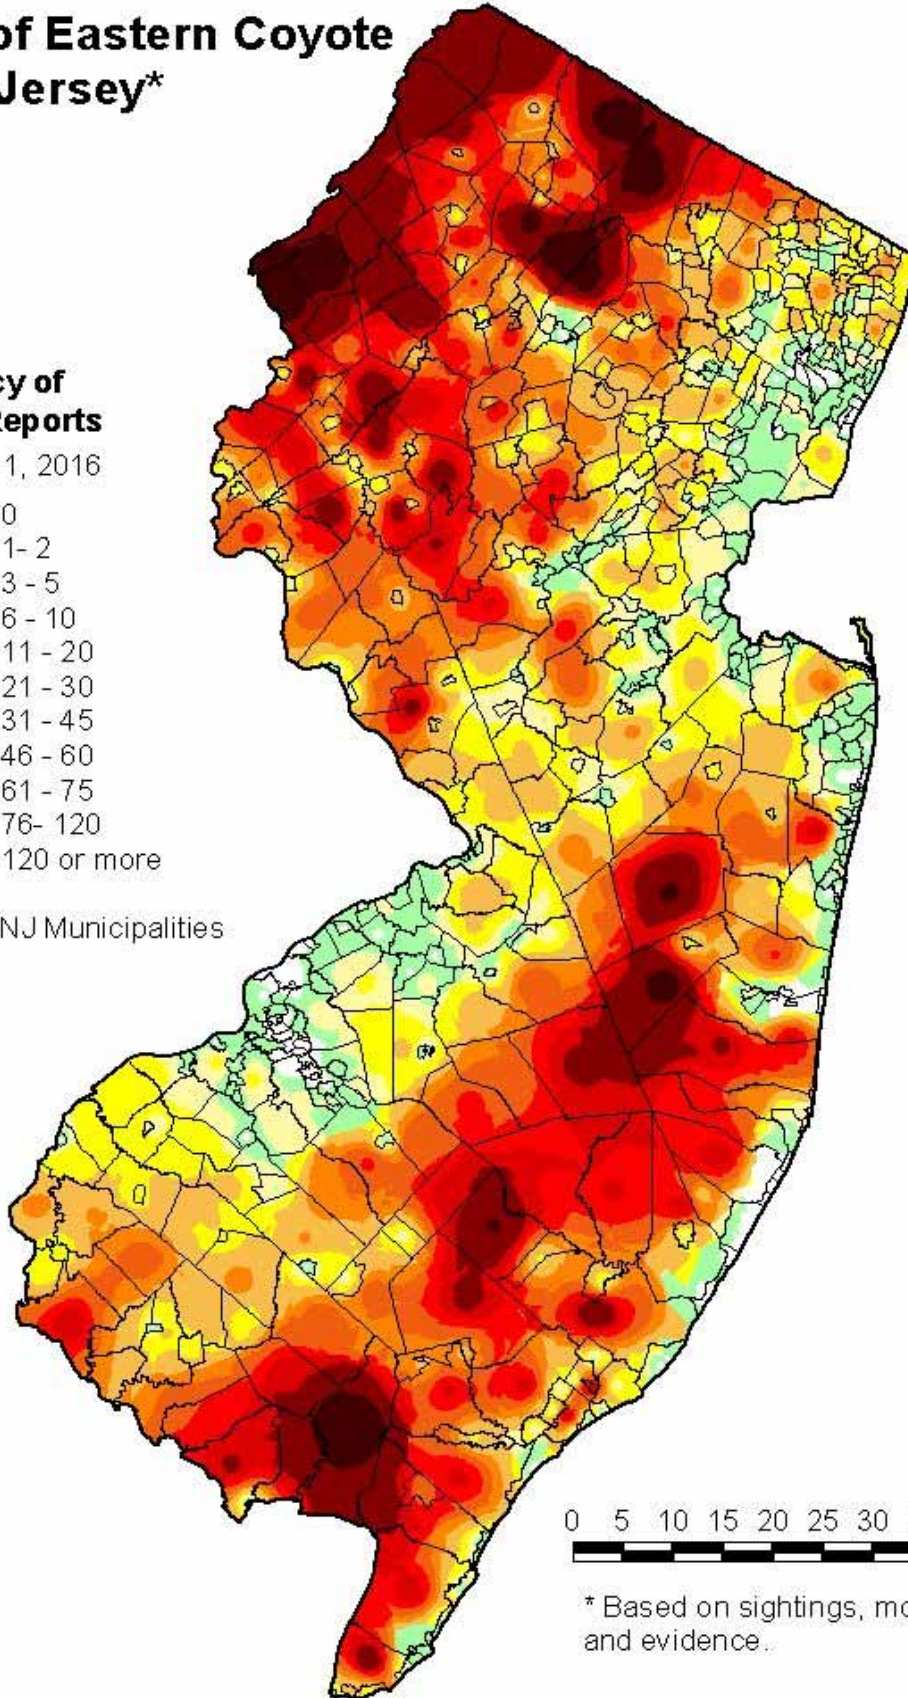 of Eastern Coyote
Jersey*
cy of
Reports
1, 2016
0
1- 2
3 - 5
6 - 10
11 - 20
21 - 30
31 - 45
46 - 60
61 - 75
76- 120
120 or more
NJ Municipalities
0 5 10 15 20 25 30
* Based on sightings, mo
and evidence.